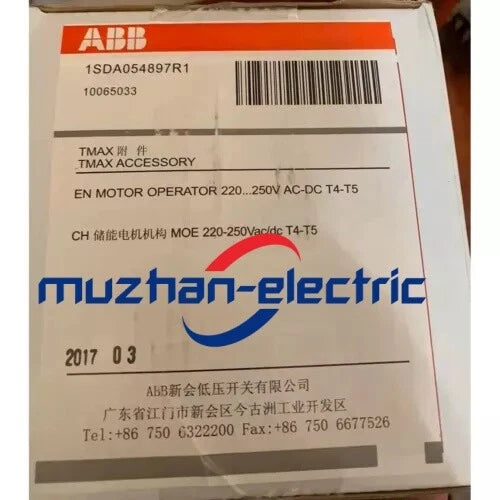 ABB
1SDA054897R1
10065033
TMAX 附 件
TMAX ACCESSORY
EN MOTOR OPERATOR 220...250V AC-DC T4-T5
CH 储能电机机构 MOE 220-250Vac/dc T4-T5
muzhan-electric
2017 03
ABB新会低压开关有限公司
广东省江门市新会区今古洲工业开发区
Tel:+86 750 6322200 Fax:+86 750 6677526